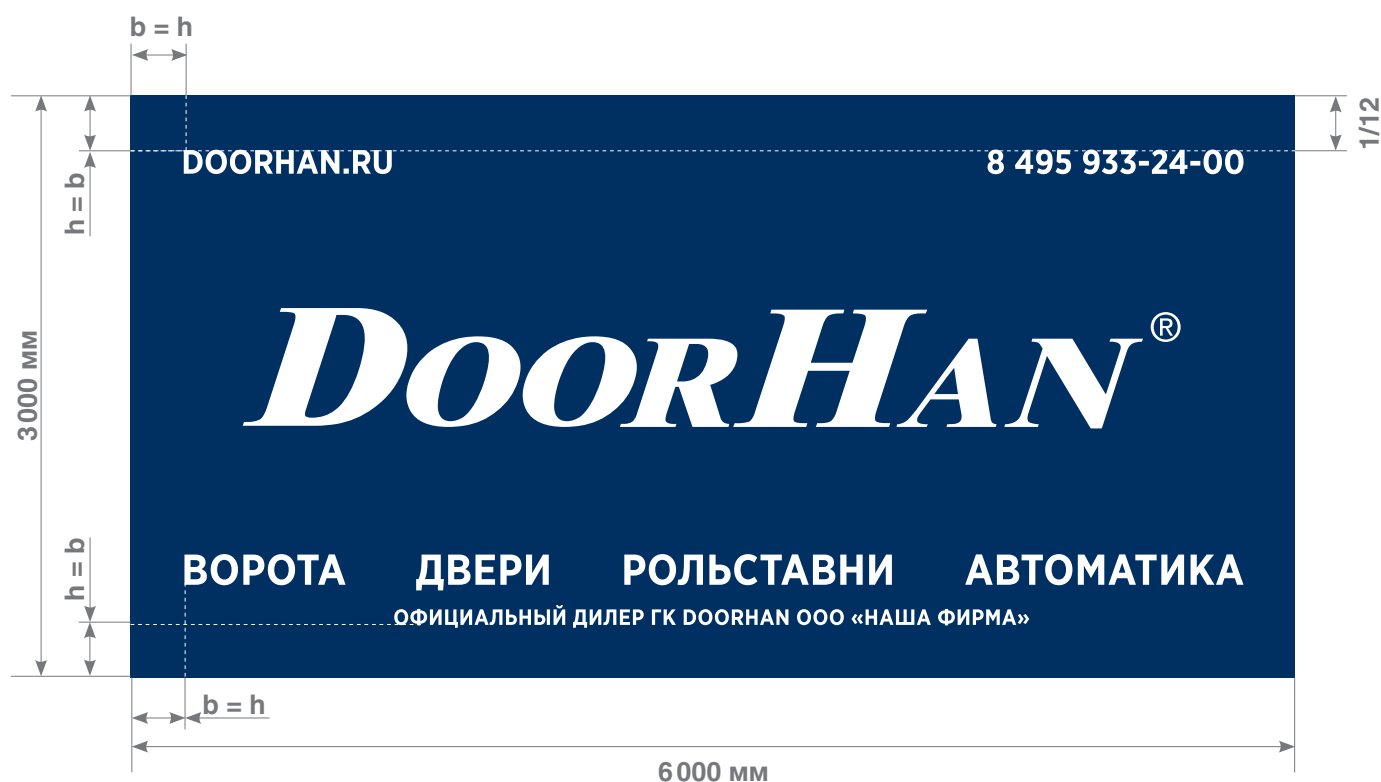 b = h
1/12
DOORHAN.RU 8 495 933-24-00
h = b
DOORHAN®
3000 мм
h = b
ВОРОТА ДВЕРИ РОЛЬСТАВНИ АВТОМАТИКА
ОФИЦИАЛЬНЫЙ ДИЛЕР ГК DOORHAN ООО «НАША ФИРМА»
b = h
6000 мм